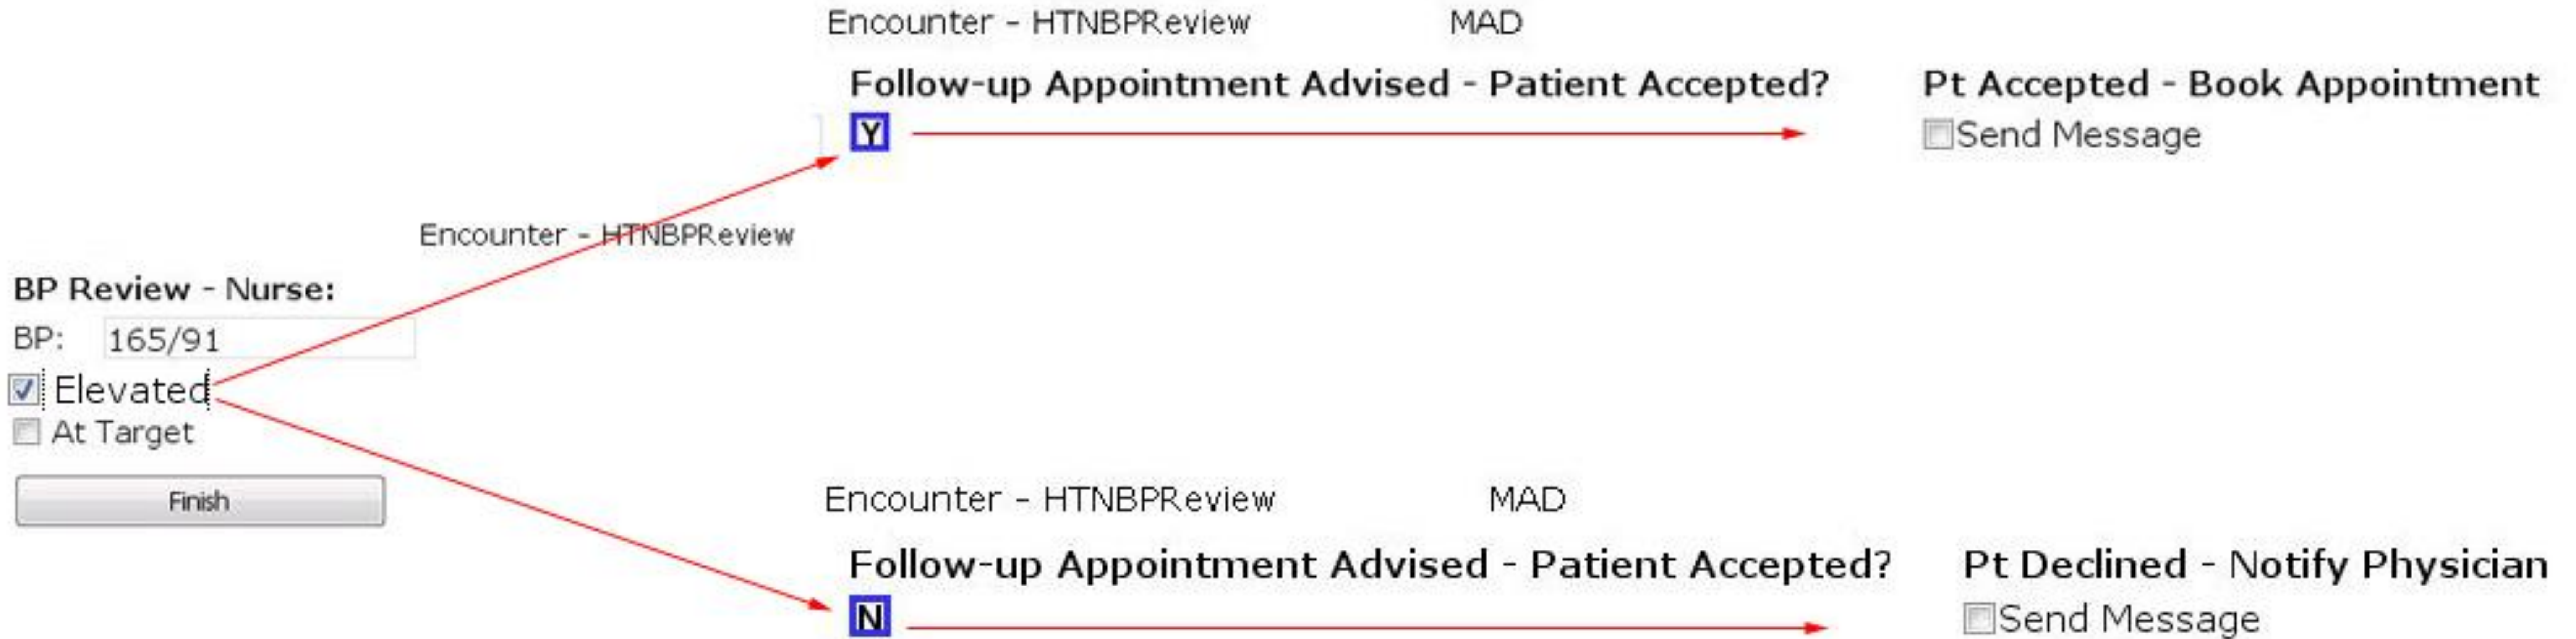 Encounter - HTNBPReview MAD
Follow-up Appointment Advised - Patient Accepted? Pt Accepted - Book Appointment
Y Send Message
Encounter - HTNBPReview
BP Review - Nurse:
BP: 165/91
Elevated
At Target
Finish
Encounter - HTNBPReview MAD
Follow-up Appointment Advised - Patient Accepted? Pt Declined - Notify Physician
N Send Message